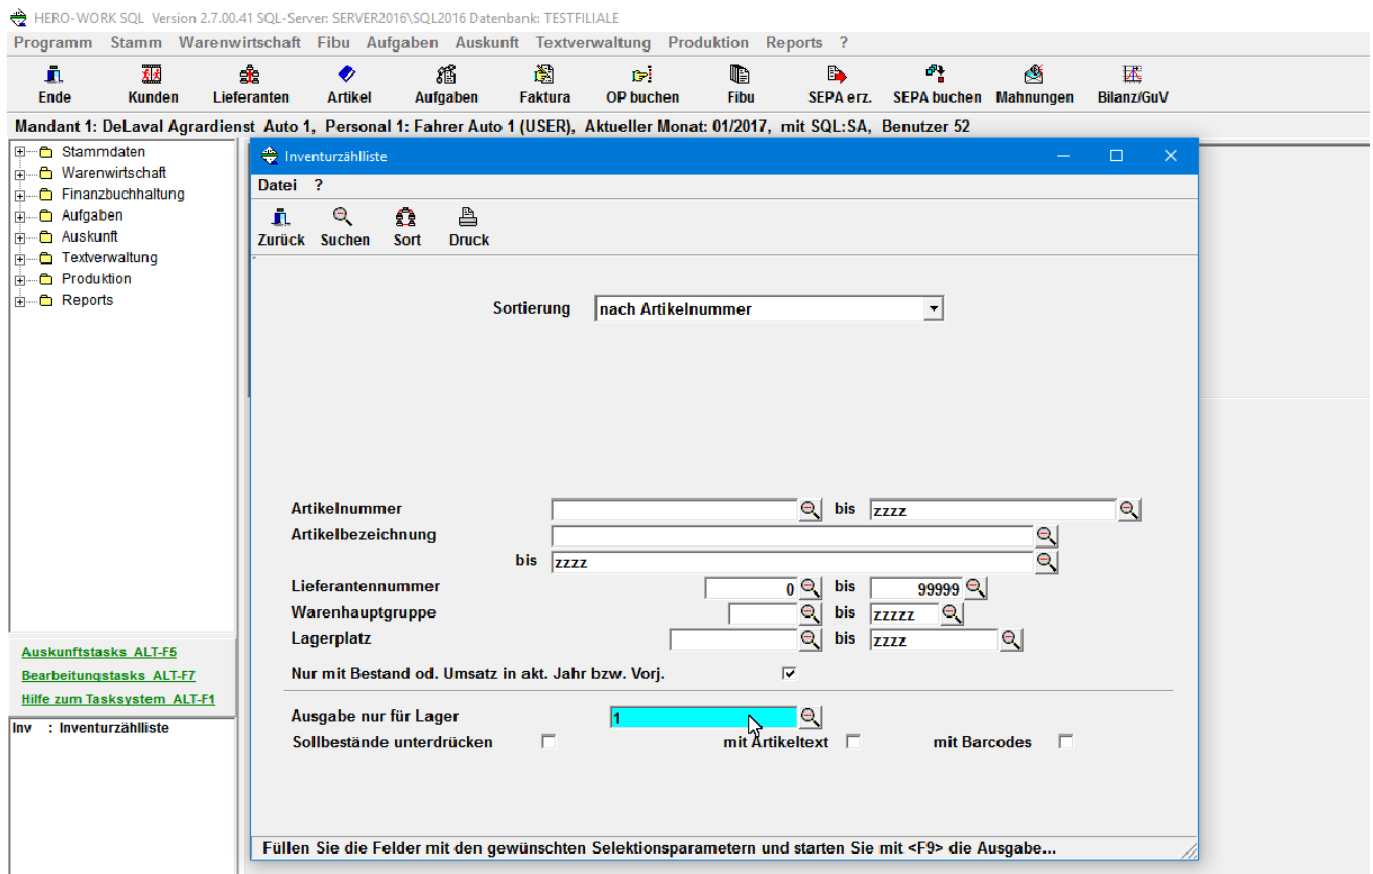 HERO-WORK SQL Version 2.7.00.41 SQL-Server: SERVER2016\SQL2016 Datenbank: TESTFILIALE
Programm Stamm Warenwirtschaft Fibu Aufgaben Auskunft Textverwaltung Produktion Reports ?
Ende Kunden Lieferanten Artikel Aufgaben Faktura OP buchen Fibu SEPA erz. SEPA buchen Mahnungen Bilanz/GuV
Mandant 1: DeLaval Agrardienst Auto 1, Personal 1: Fahrer Auto 1 (USER), Aktueller Monat: 01/2017, mit SQL:SA, Benutzer 52
Stammdaten
Warenwirtschaft
Finanzbuchhaltung
Aufgaben
Auskunft
Textverwaltung
Produktion
Reports
Auskunftstasks ALT-F5
Bearbeitungstasks ALT-F7
Hilfe zum Tasksystem ALT-F1
Inv : Inventurzählliste
Inventurzählliste
Datei ?
Zurück Suchen Sort Druck
Sortierung nach Artikelnummer
Artikelnummer bis zzzz
Artikelbezeichnung
bis zzzz
Lieferantennummer 0 bis 99999
Warenhauptgruppe bis zzzzz
Lagerplatz bis zzzz
Nur mit Bestand od. Umsatz in akt. Jahr bzw. Vorj.
Ausgabe nur für Lager 1
Sollbestände unterdrücken mit Artikeltext mit Barcodes
Füllen Sie die Felder mit den gewünschten Selektionsparametern und starten Sie mit <F9> die Ausgabe...